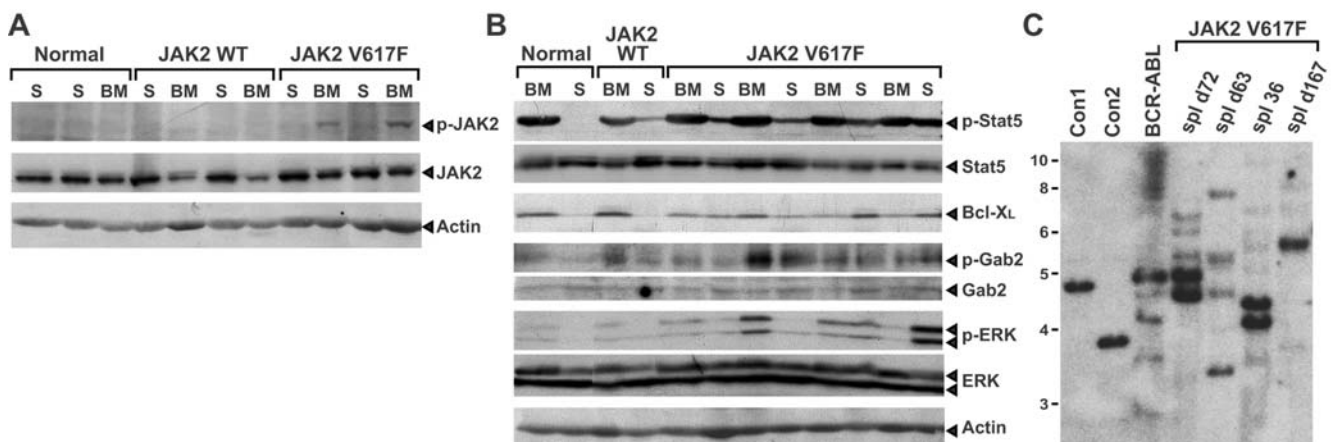 A
Normal JAK2 WT JAK2 V617F
S S BM S BM S BM S BM S BM
p-JAK2
JAK2
Actin
B
Normal JAK2 WT JAK2 V617F
BM S BM S BM S BM S BM S BM S
p-Stat5
Stat5
Bcl-XL
p-Gab2
Gab2
p-ERK
ERK
Actin
C
JAK2 V617F
Con1 Con2 BCR-ABL spl d72 spl d63 spl 36 spl d167
10
8
6
5
4
3